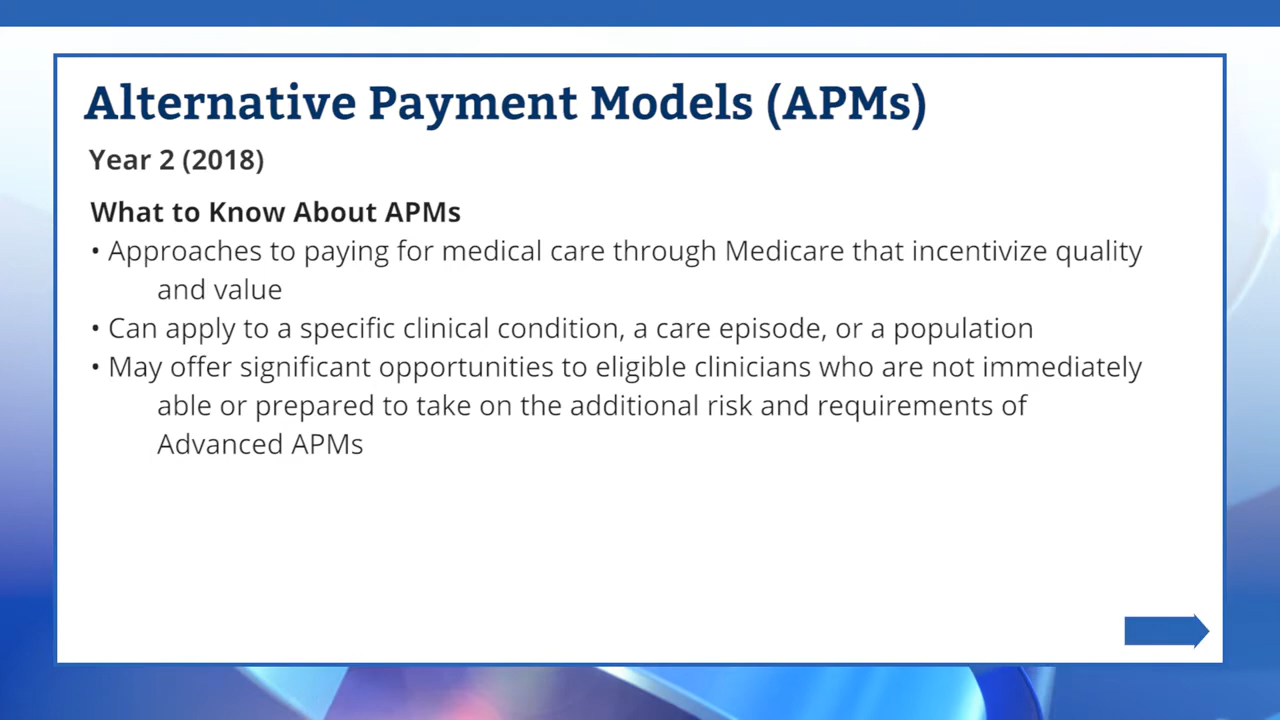 Alternative Payment Models (APMs)
Year 2 (2018)
What to Know About APMs
• Approaches to paying for medical care through Medicare that incentivize quality
and value
• Can apply to a specific clinical condition, a care episode, or a population
• May offer significant opportunities to eligible clinicians who are not immediately
able or prepared to take on the additional risk and requirements of
Advanced APMs